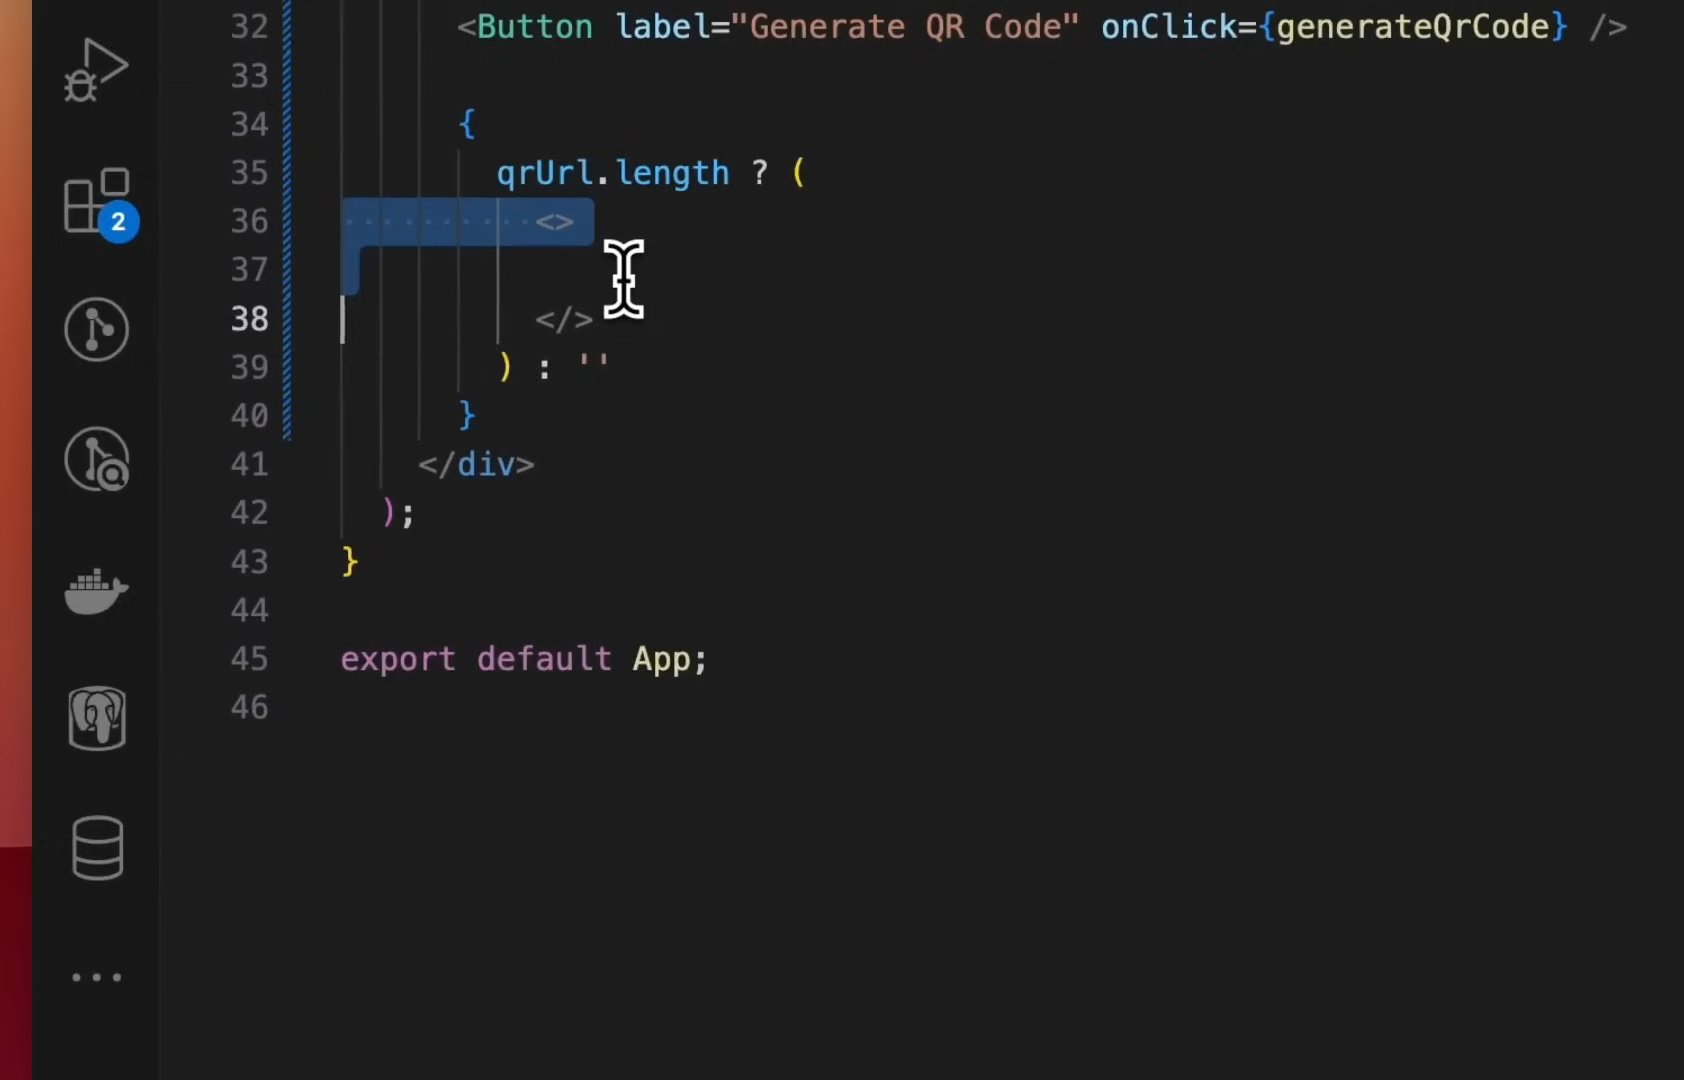 32 <Button label="Generate QR Code" onClick={generateQrCode} />
33
34 {
35 qrUrl.length ? (
36 <>
37
38 </>
39 ) : ''
40 }
41 </div>
42 );
43 }
44
45 export default App;
46
2